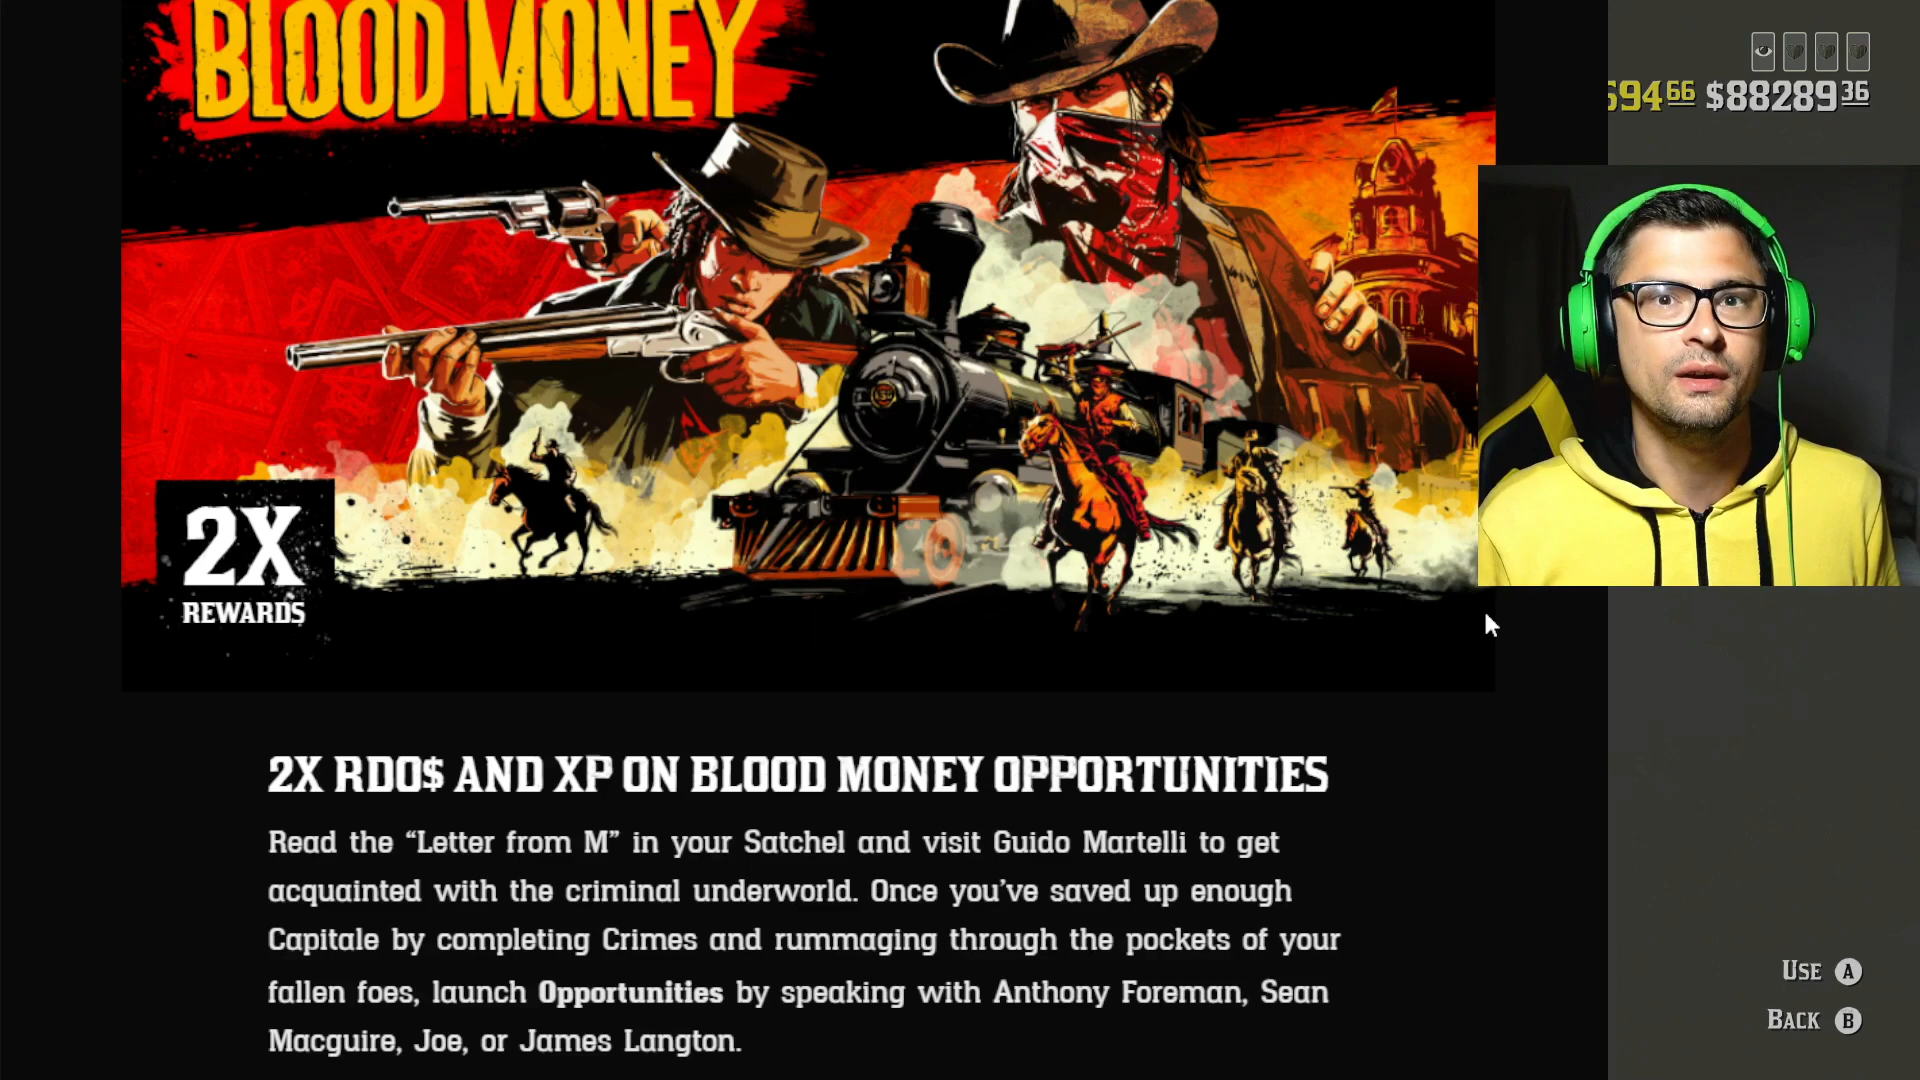 BLOOD MONEY
69466 $8828936
2X
REWARDS
2X RDO$ AND XP ON BLOOD MONEY OPPORTUNITIES
Read the “Letter from M” in your Satchel and visit Guido Martelli to get
acquainted with the criminal underworld. Once you’ve saved up enough
Capitale by completing Crimes and rummaging through the pockets of your
fallen foes, launch Opportunities by speaking with Anthony Foreman, Sean
Macguire, Joe, or James Langton.
USE A
BACK B